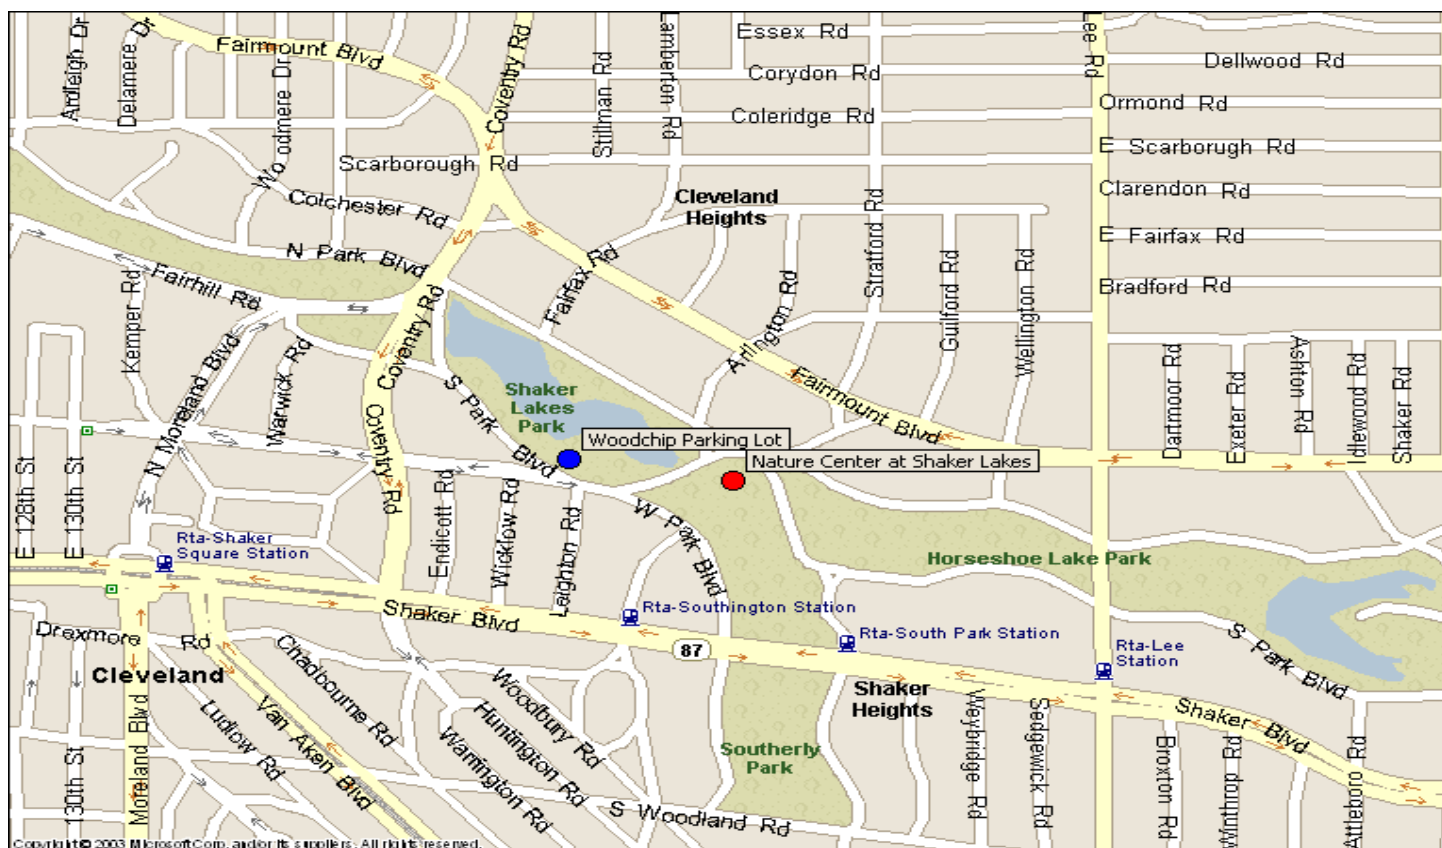 Ardleigh Dr
Delamere Dr
Fairmount Blvd
Woodmere Dr
Coventry Rd
Stillman Rd
Lamberton Rd
Essex Rd
Corydon Rd
Coleridge Rd
Lee Rd
Dellwood Rd
Ormond Rd
E Scarborugh Rd
Clarendon Rd
E Fairfax Rd
Bradford Rd
Scarborough Rd
Colchester Rd
Cleveland
Heights
Stratford Rd
N Park Blvd
Fairhill Rd
Kemper Rd
Fairfax Rd
Arlington Rd
Guilford Rd
Wellington Rd
Coventry Rd
N Moreland Blvd
Warwick Rd
S Park Blvd
Shaker
Lakes
Park
Fairmount Blvd
Dartmoor Rd
Exeter Rd
Ashton Rd
Idlewood Rd
Shaker Rd
Coventry Rd
Woodchip Parking Lot
Nature Center at Shaker Lakes
E 128th St
E 130th St
Endicott Rd
Wicklow Rd
Leighton Rd
W Park Blvd
Rta-Shaker
Square Station
Horseshoe Lake Park
Shaker Blvd
Rta-Southington Station
Rta-South Park Station
Rta-Lee
Station
S Park Blvd
87
Drexmore Rd
Cleveland
Chadbourne Rd
Woodbury Rd
Huntington Rd
Warrington Rd
Shaker
Heights
Weybridge Rd
Sedgewick Rd
Shaker Blvd
Moreland Blvd
130th St
Ludlow Rd
Van Aken Blvd
Southerly
Park
S Woodland Rd
Broxton Rd
Winthrop Rd
Attleboro Rd
Copyright © 2003 Microsoft Corp. and/or its suppliers. All rights reserved.